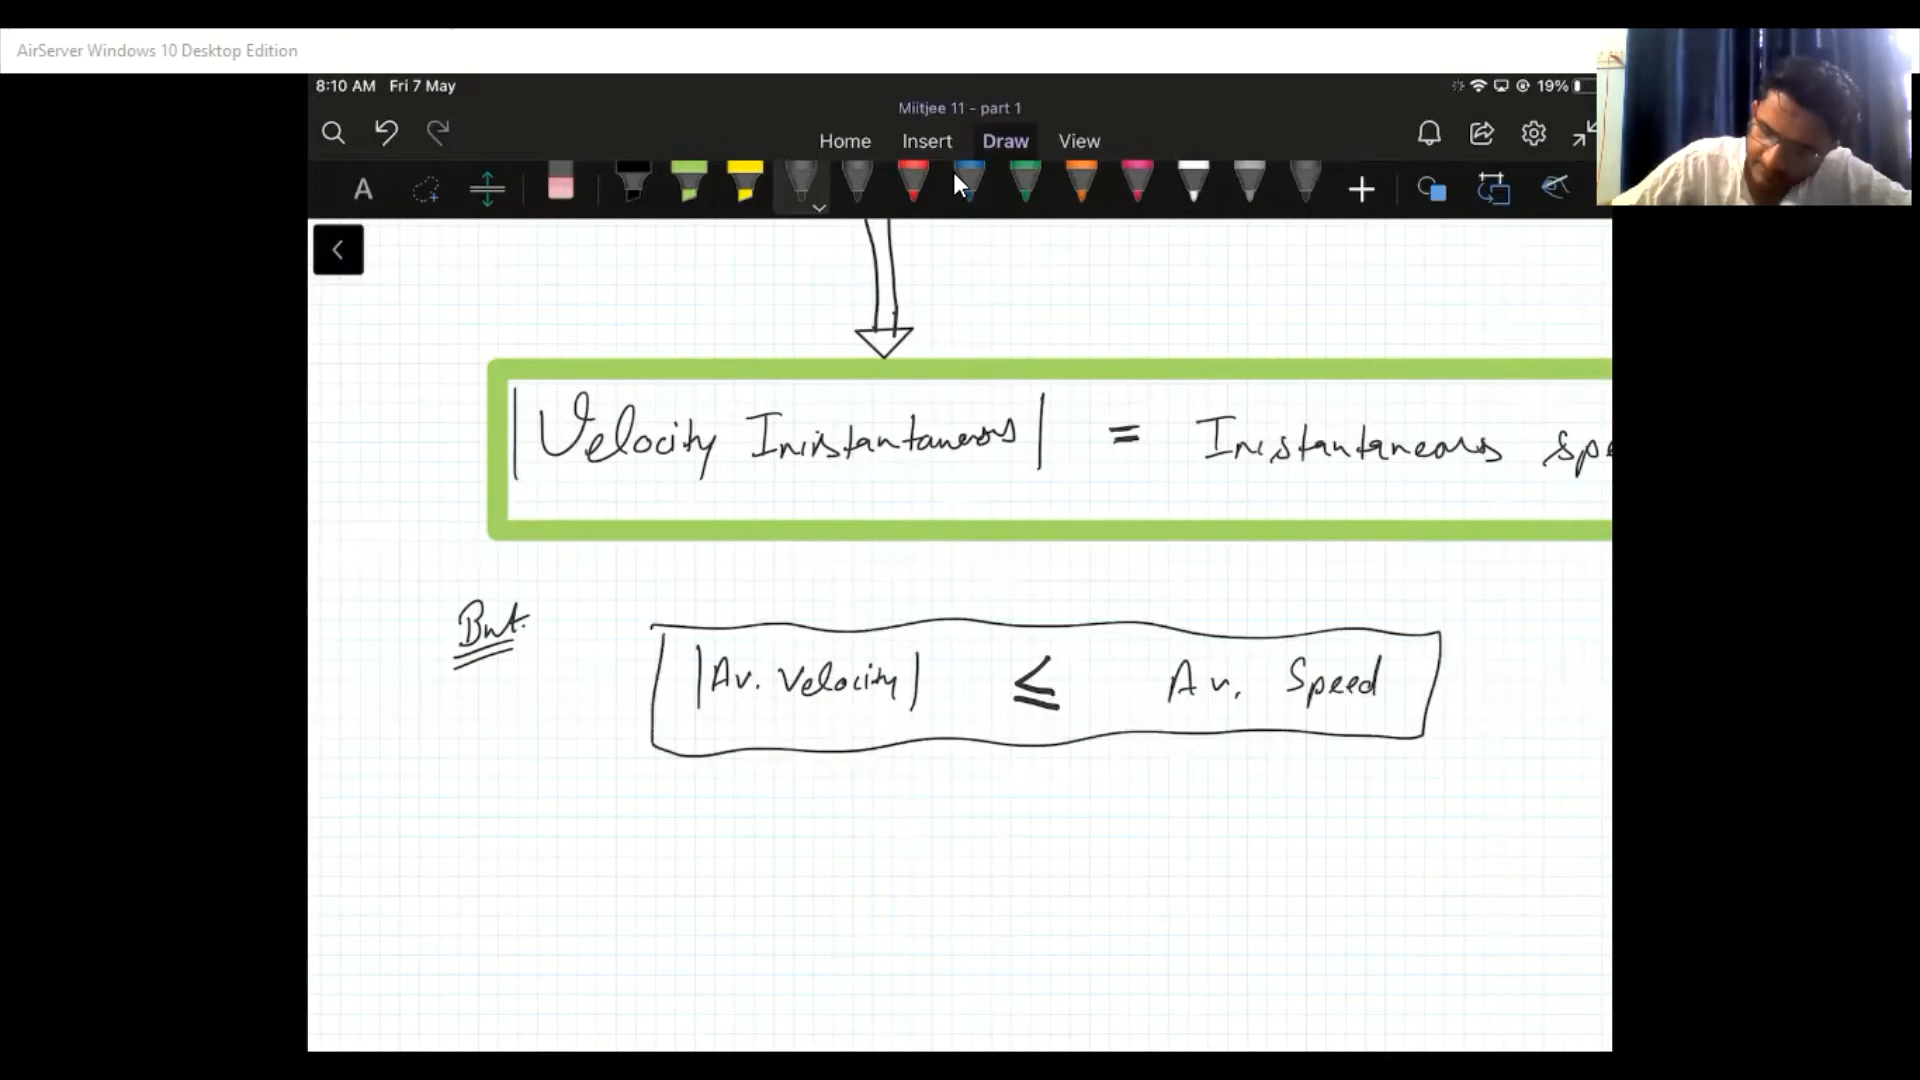 AirServer Windows 10 Desktop Edition
8:10 AM Fri 7 May 19%
Miitjee 11 - part 1
Home Insert Draw View
A
|Velocity Instantaneous| = Instantaneous spe
But.
|Av. Velocity| ≤ Av. Speed